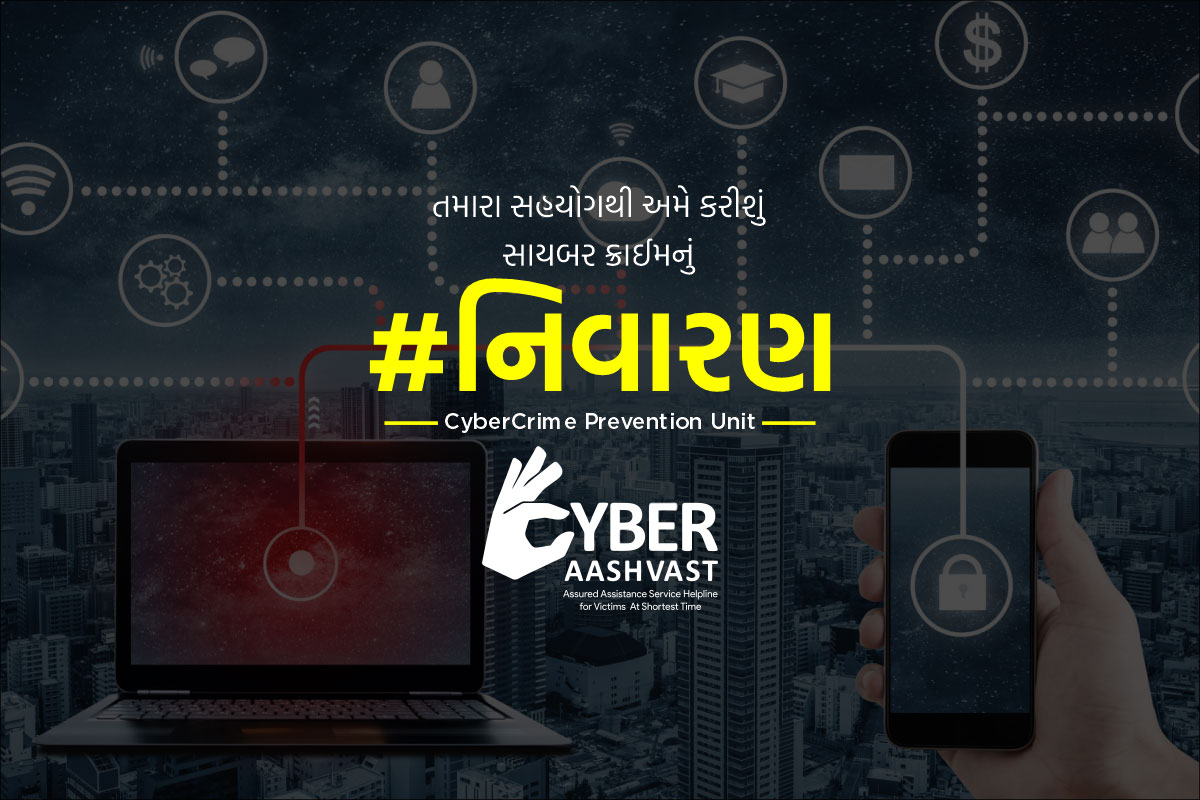 તમારા સહયોગથી અમે કરીશું
સાયબર ક્રાઈમનું
#નિવારણ
CyberCrime Prevention Unit
CYBER
AASHVAST
Assured Assistance Service Helpline
for Victims At Shortest Time